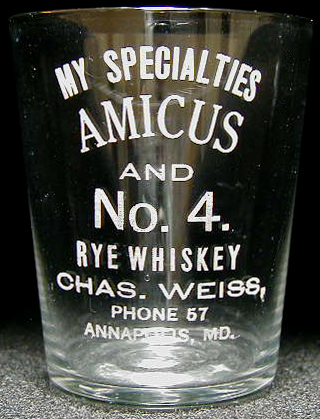 MY SPECIALTIES
AMICUS
AND
No. 4.
RYE WHISKEY
CHAS. WEISS,
PHONE 57
ANNAPOLIS, MD.